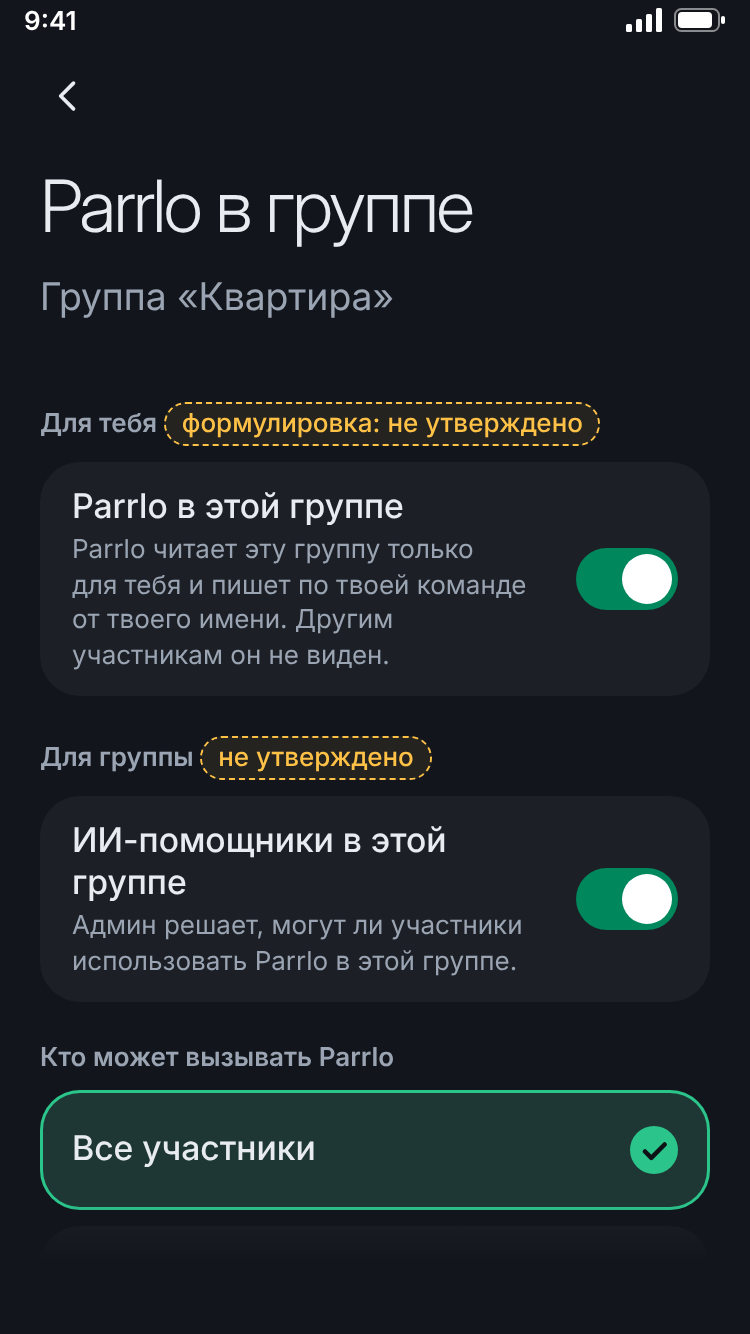 9:41
Parrlo в группе
Группа «Квартира»
Для тебя формулировка: не утверждено
Parrlo в этой группе
Parrlo читает эту группу только
для тебя и пишет по твоей команде
от твоего имени. Другим
участникам он не виден.
Для группы не утверждено
ИИ-помощники в этой
группе
Админ решает, могут ли участники
использовать Parrlo в этой группе.
Кто может вызывать Parrlo
Все участники